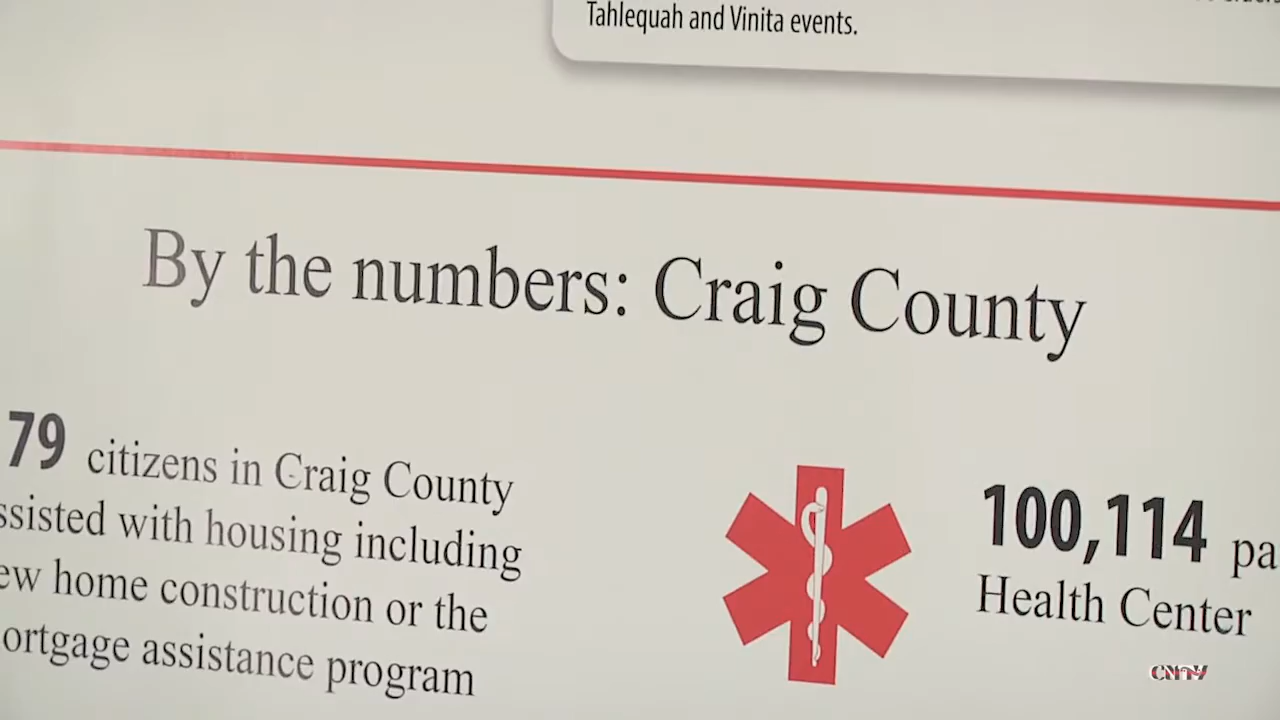 Tahlequah and Vinita events.
By the numbers: Craig County
79 citizens in Craig County
ssisted with housing including
ew home construction or the
ortgage assistance program
100,114 pa
Health Center